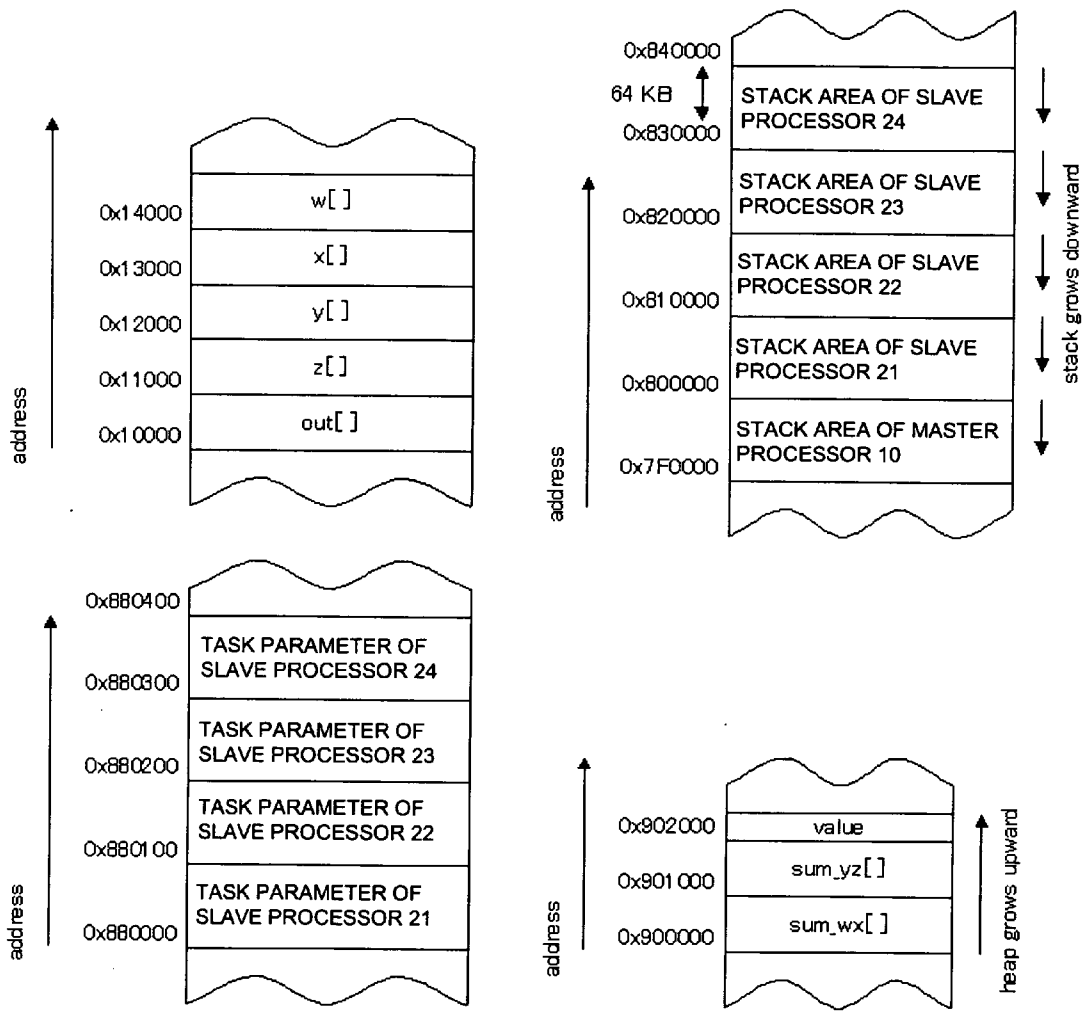 w[]
0x14000
x[]
0x13000
y[]
0x12000
z[]
0x11000
out[]
0x10000
address
0x840000
64 KB
STACK AREA OF SLAVE
PROCESSOR 24
0x830000
STACK AREA OF SLAVE
PROCESSOR 23
0x820000
STACK AREA OF SLAVE
PROCESSOR 22
0x810000
STACK AREA OF SLAVE
PROCESSOR 21
0x800000
STACK AREA OF MASTER
PROCESSOR 10
0x7F0000
address
stack grows downward
0x880400
TASK PARAMETER OF
SLAVE PROCESSOR 24
0x880300
TASK PARAMETER OF
SLAVE PROCESSOR 23
0x880200
TASK PARAMETER OF
SLAVE PROCESSOR 22
0x880100
TASK PARAMETER OF
SLAVE PROCESSOR 21
0x880000
address
0x902000
value
sum_yz[]
0x901000
sum_wx[]
0x900000
address
heap grows upward